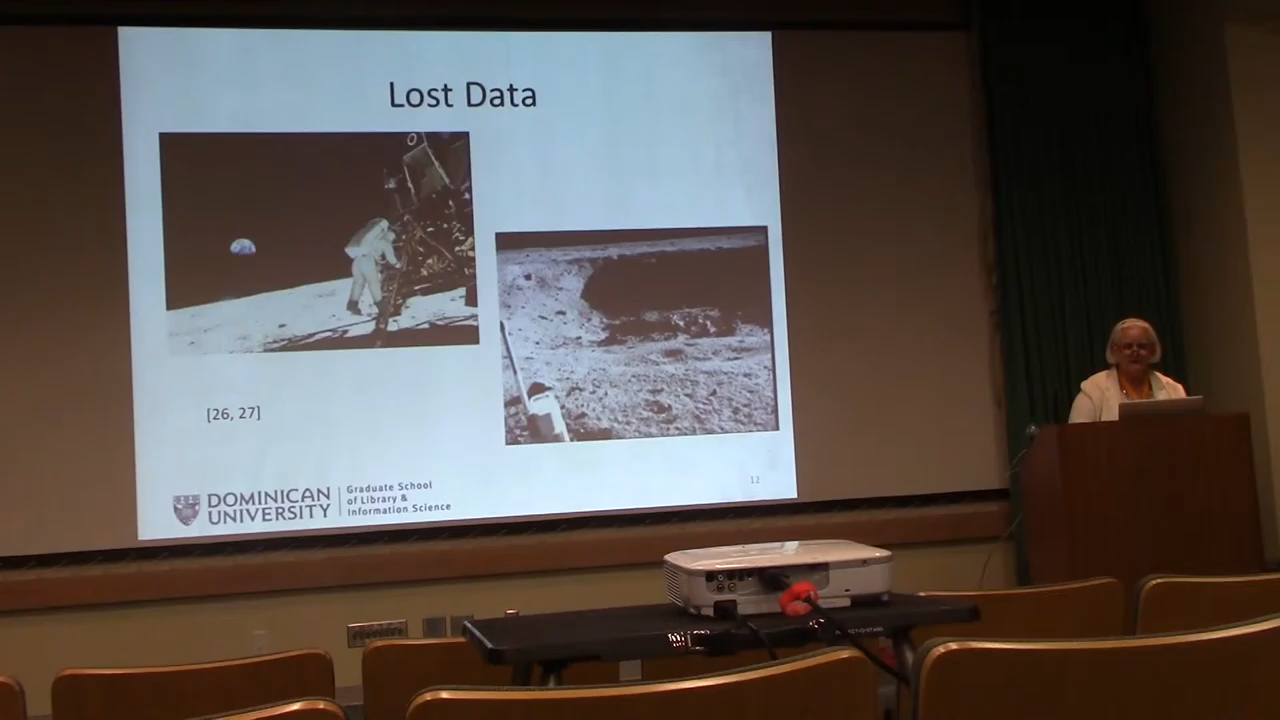 Lost Data
[26, 27]
DOMINICAN
UNIVERSITY
Graduate School
of Library &
Information Science
12